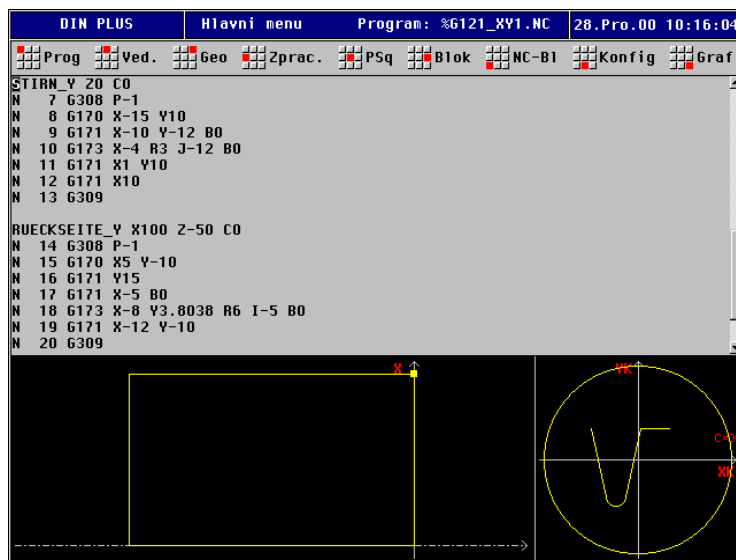 DIN PLUS Hlavní menu Program: %G121_XY1.NC 28.Pro.00 10:16:04
Prog Ved. Geo Zprac. PSq Blok NC-Bl Konfig Graf
STIRN_Y Z0 C0
N 7 G308 P-1
N 8 G170 X-15 Y10
N 9 G171 X-10 Y-12 B0
N 10 G173 X-4 R3 J-12 B0
N 11 G171 X1 Y10
N 12 G171 X10
N 13 G309
RUECKSEITE_Y X100 Z-50 C0
N 14 G308 P-1
N 15 G170 X5 Y-10
N 16 G171 Y15
N 17 G171 X-5 B0
N 18 G173 X-8 Y3.8038 R6 I-5 B0
N 19 G171 X-12 Y-10
N 20 G309
X YK
C=0
XK